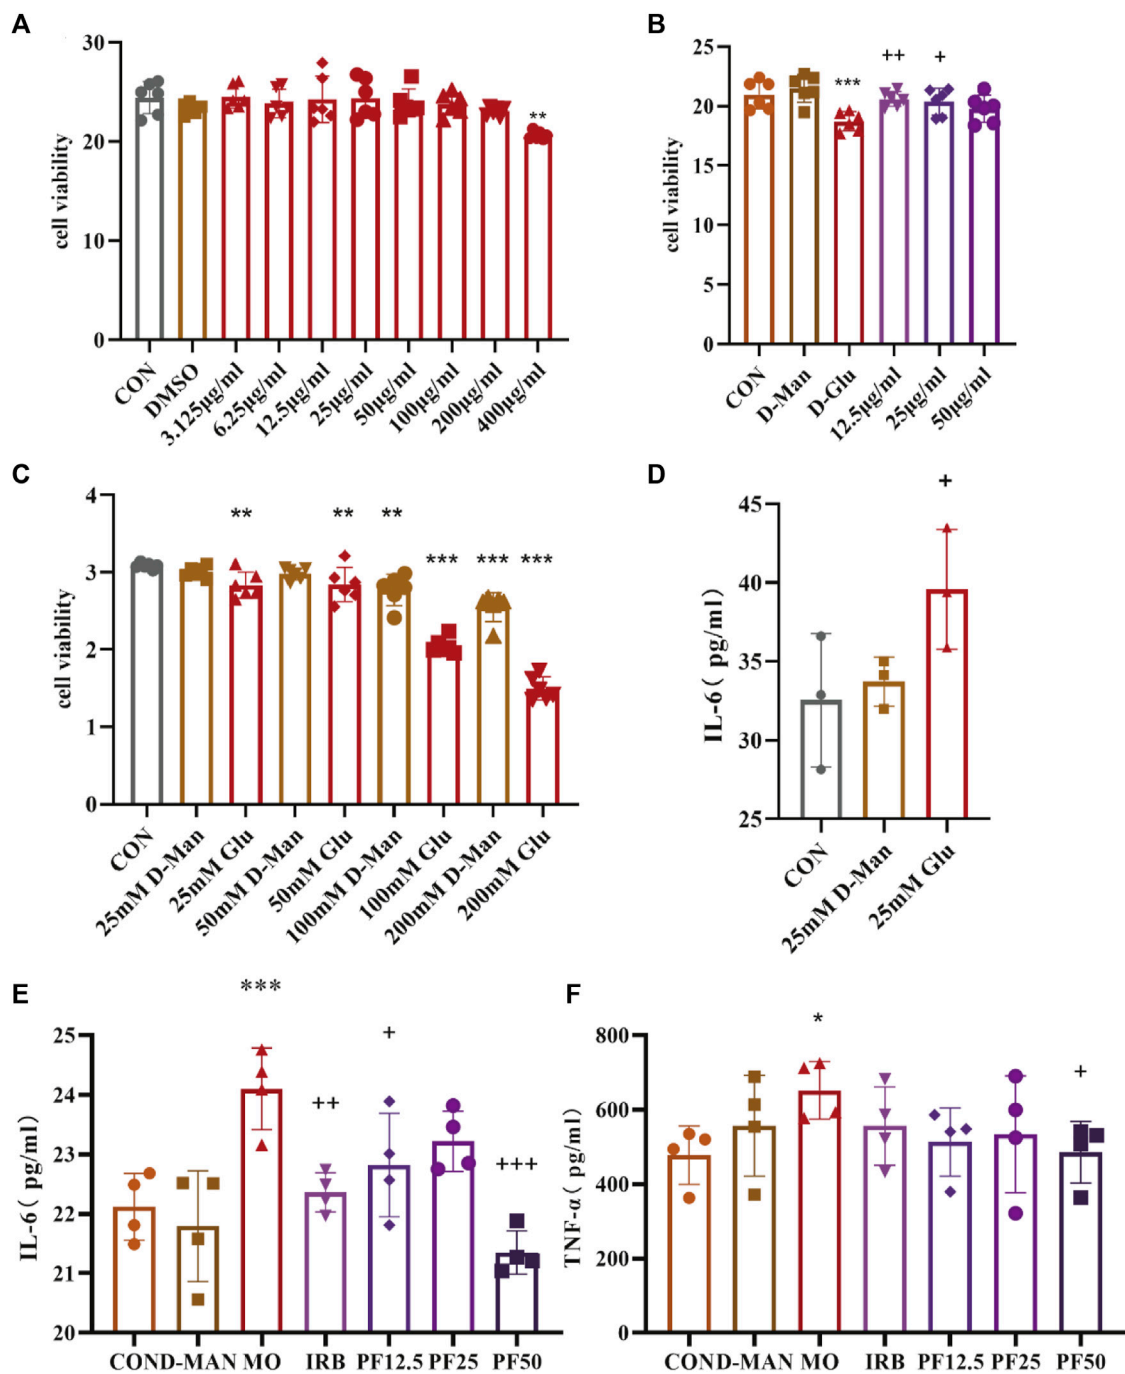 A
30
20
10
0
cell viability
**
CON
DMSO
3.125μg/ml
6.25μg/ml
12.5μg/ml
25μg/ml
50μg/ml
100μg/ml
200μg/ml
400μg/ml
B
25
20
15
10
5
0
cell viability
***
++
+
CON
D-Man
D-Glu
12.5μg/ml
25μg/ml
50μg/ml
C
4
3
2
1
0
cell viability
**
**
**
***
***
***
CON
25mM D-Man
25mM Glu
50mM D-Man
50mM Glu
100mM D-Man
100mM Glu
200mM D-Man
200mM Glu
D
45
40
35
30
25
IL-6( pg/ml)
+
CON
25mM D-Man
25mM Glu
E
25
24
23
22
21
20
IL-6( pg/ml)
***
++
+
+++
COND-MAN MO IRB PF12.5 PF25 PF50
F
800
600
400
200
0
TNF-α( pg/ml)
*
+
COND-MAN MO IRB PF12.5 PF25 PF50